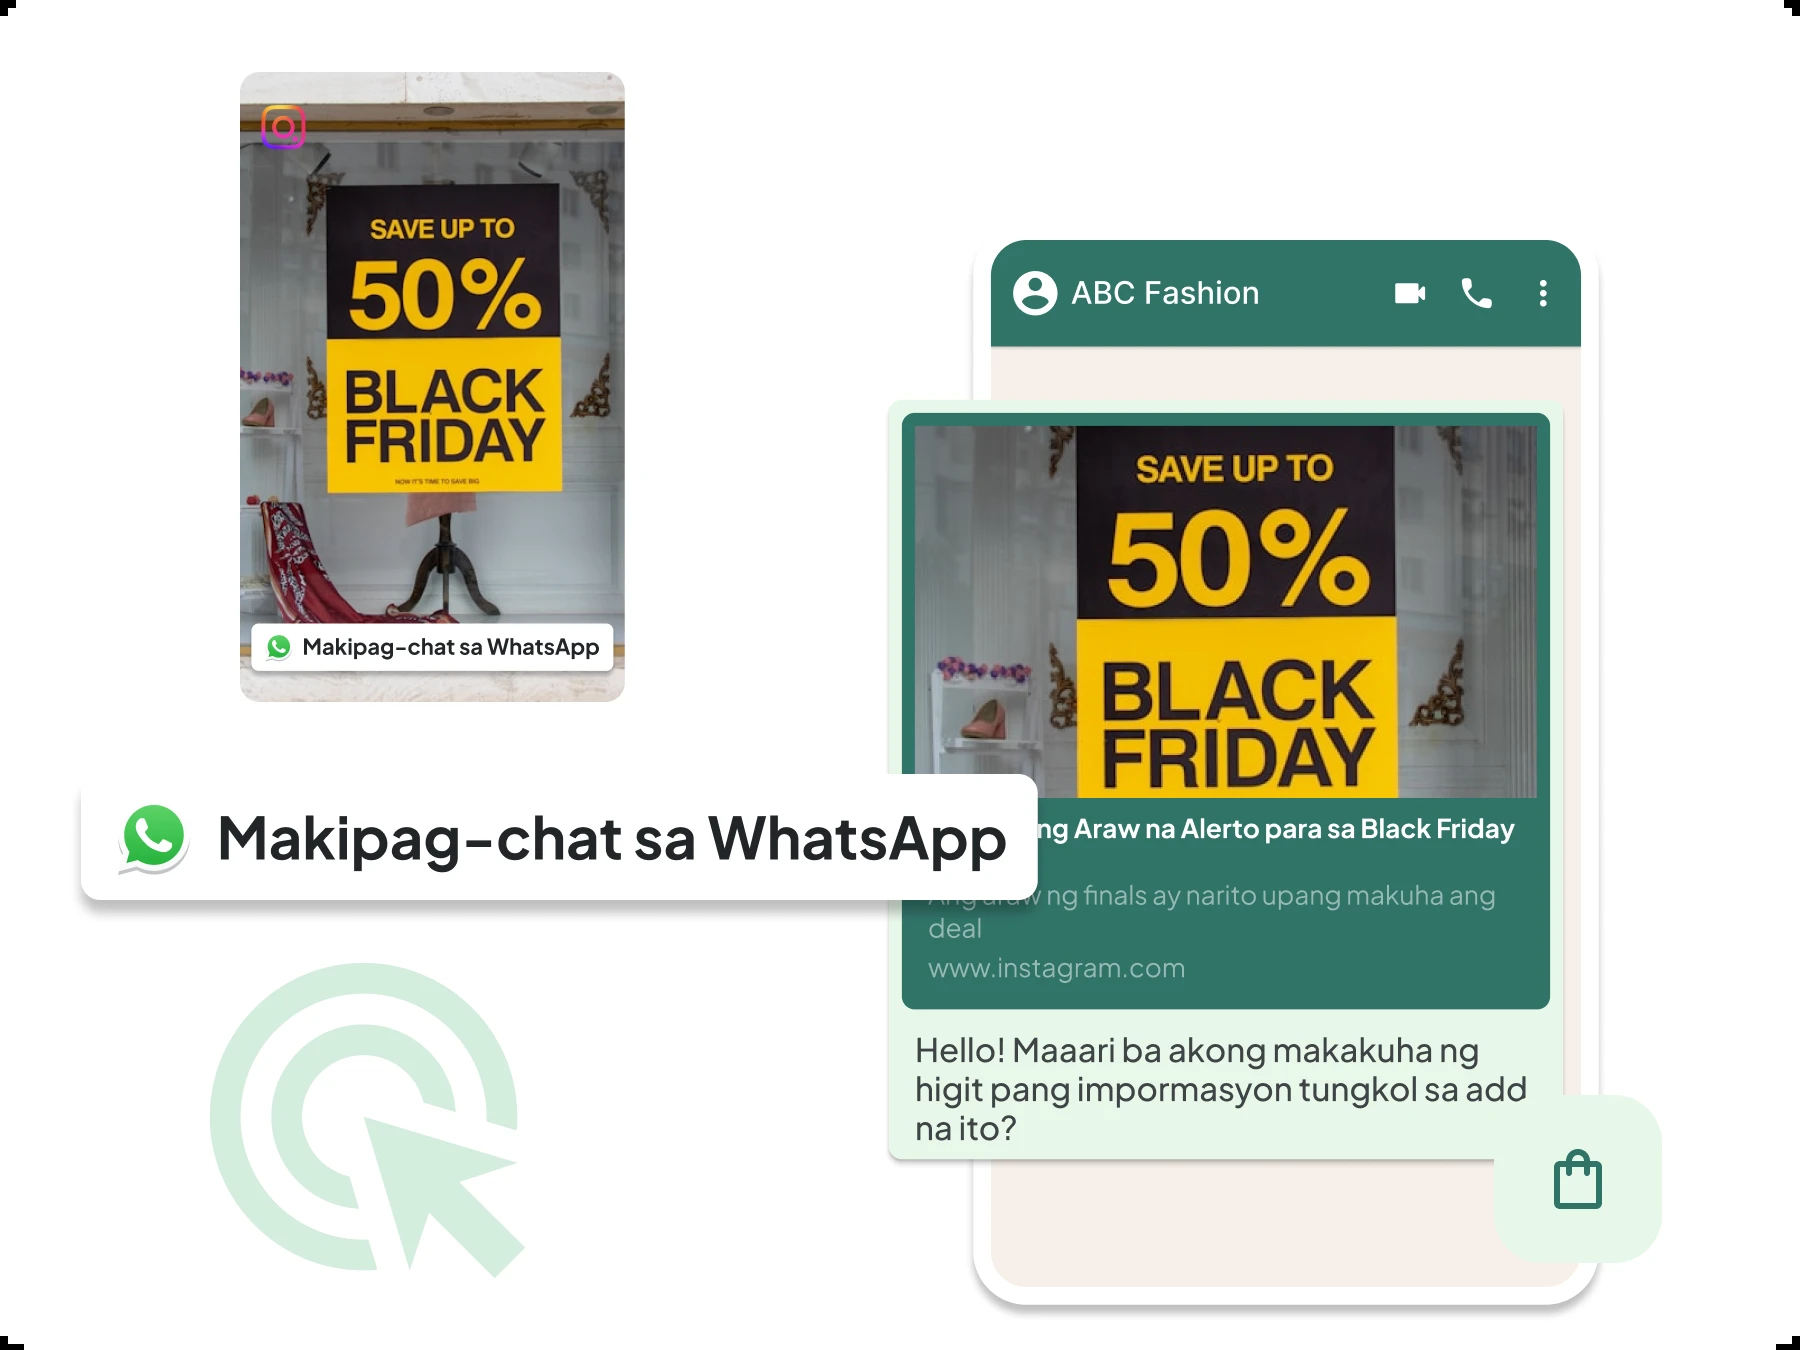 SAVE UP TO
50%
BLACK
FRIDAY
NOW IT'S TIME TO SAVE BIG
Makipag-chat sa WhatsApp
Makipag-chat sa WhatsApp
ABC Fashion
SAVE UP TO
50%
BLACK
FRIDAY
ng Araw na Alerto para sa Black Friday
Ang araw ng finals ay narito upang makuha ang
deal
www.instagram.com
Hello! Maaari ba akong makakuha ng
higit pang impormasyon tungkol sa add
na ito?